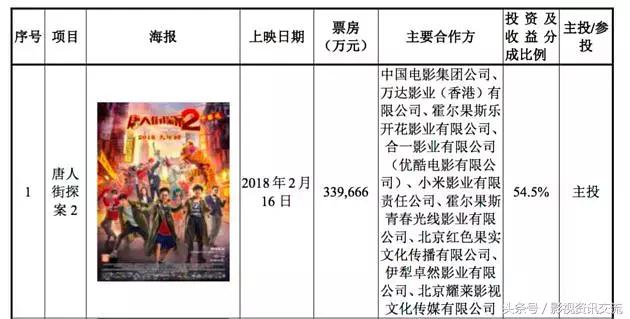 序号
项目
海报
上映日期
票房
(万元)
主要合作方
投资及
收益分
成比例
主投/参
投
1
唐人
街探
案 2
唐人街探案2
2018 年 2 月
16 日
339,666
中国电影集团公司、
万达影业（香港）有
限公司、霍尔果斯乐
开花影业有限公司、
合一影业有限公司
（优酷电影有限公
司）、小米影业有限
责任公司、霍尔果斯
青春光线影业有限公
司、北京红色果实
文化传播有限公司、
伊犁卓然影业有限公
司、北京耀莱影视
文化传媒有限公司
54.5%
主投
头条号/影视资讯交流